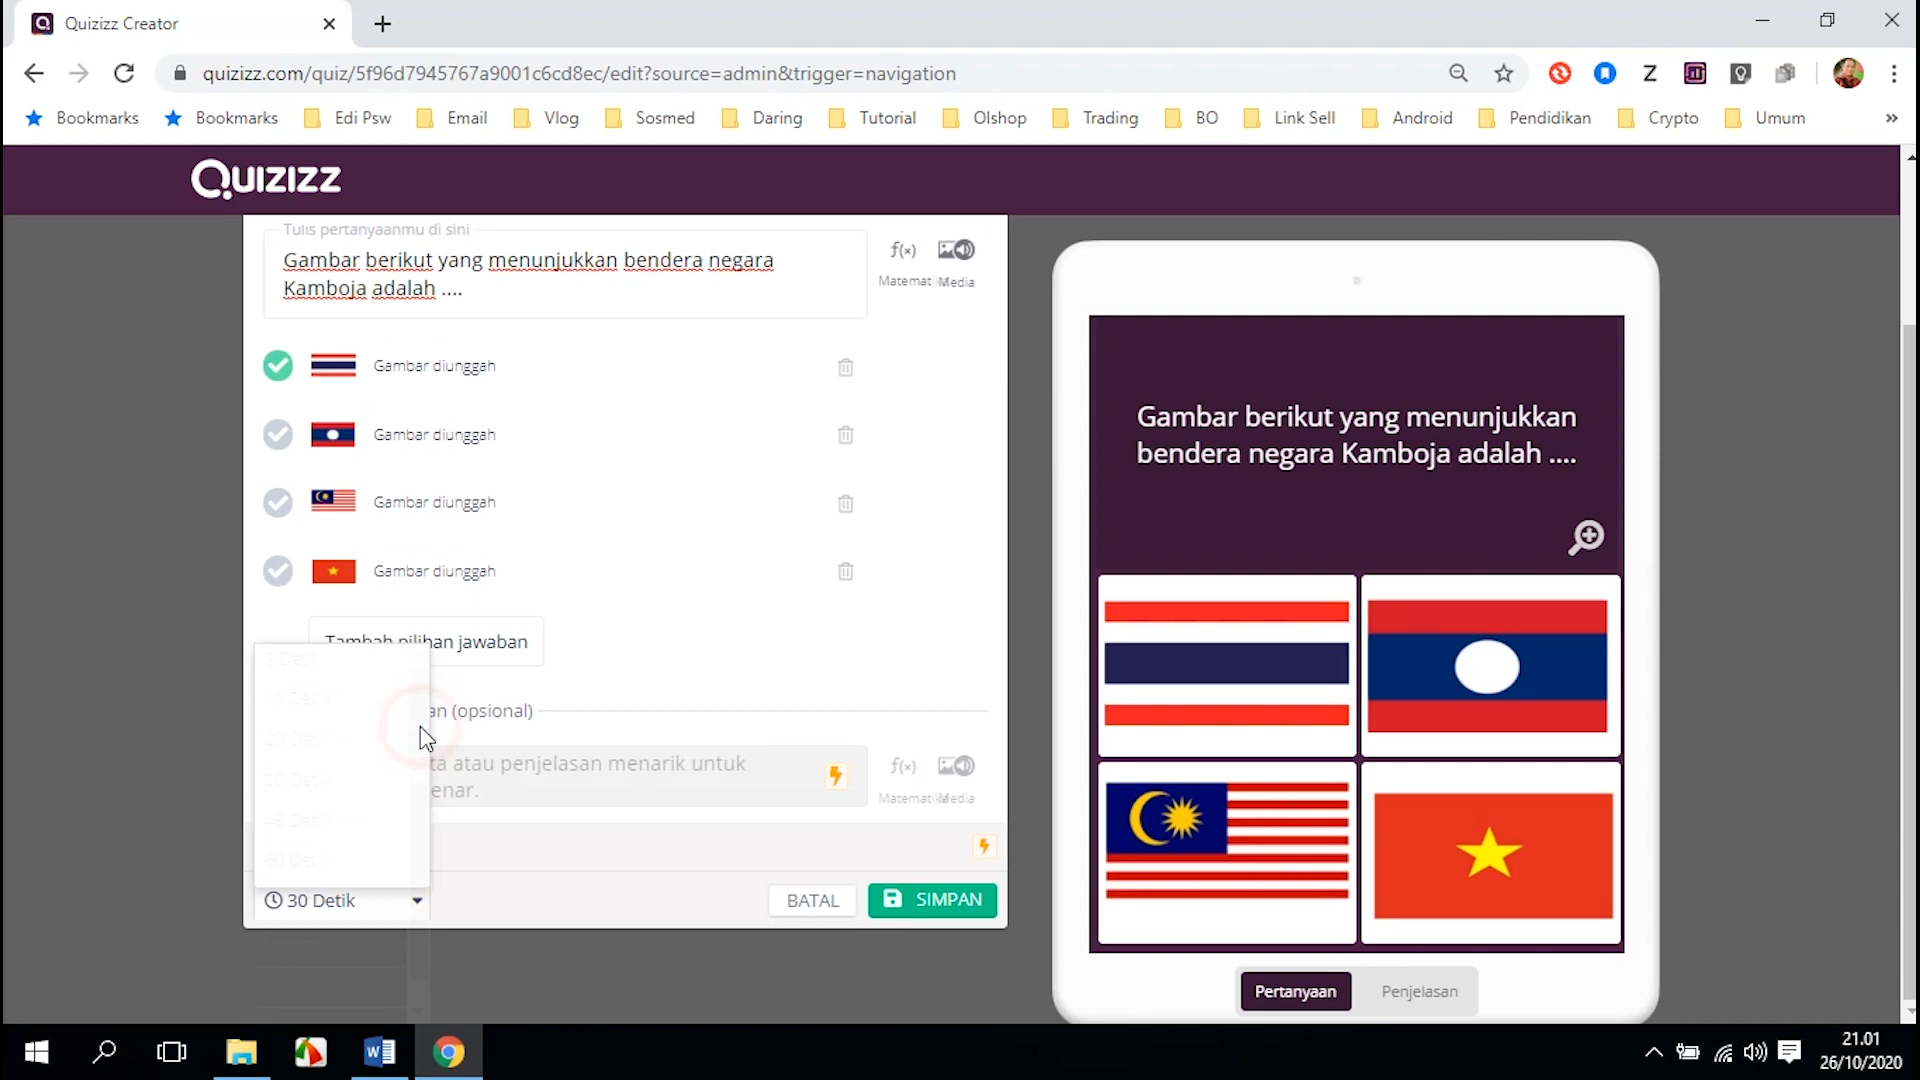 Quizizz Creator
quizizz.com/quiz/5f96d7945767a9001c6cd8ec/edit?source=admin&trigger=navigation
Bookmarks Bookmarks Edi Psw Email Vlog Sosmed Daring Tutorial Olshop Trading BO Link Sell Android Pendidikan Crypto Umum »
Quizizz
Tulis pertanyaanmu di sini
Gambar berikut yang menunjukkan bendera negara
Kamboja adalah ....
f(x)
Media
Gambar diunggah
Gambar diunggah
Gambar diunggah
Gambar diunggah
Tambah pilihan jawaban
an (opsional)
ta atau penjelasan menarik untuk
enar.
f(x)
Media
30 Detik
BATAL
SIMPAN
Gambar berikut yang menunjukkan
bendera negara Kamboja adalah ....
Pertanyaan
Penjelasan
21.01
26/10/2020